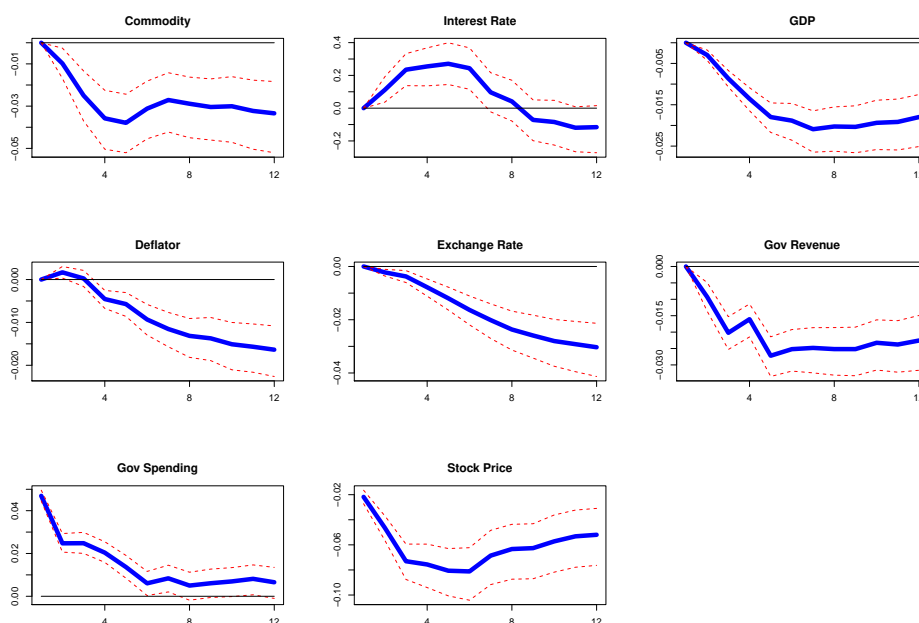 Commodity
−0.01
−0.03
−0.05
4 8 12
Interest Rate
0.4
0.2
0.0
−0.2
4 8 12
GDP
−0.005
−0.015
−0.025
4 8
Deflator
0.000
−0.010
−0.020
4 8 12
Exchange Rate
0.00
−0.02
−0.04
4 8 12
Gov Revenue
0.000
−0.015
−0.030
4 8
Gov Spending
0.04
0.02
0.00
4 8 12
Stock Price
−0.02
−0.06
−0.10
4 8 12